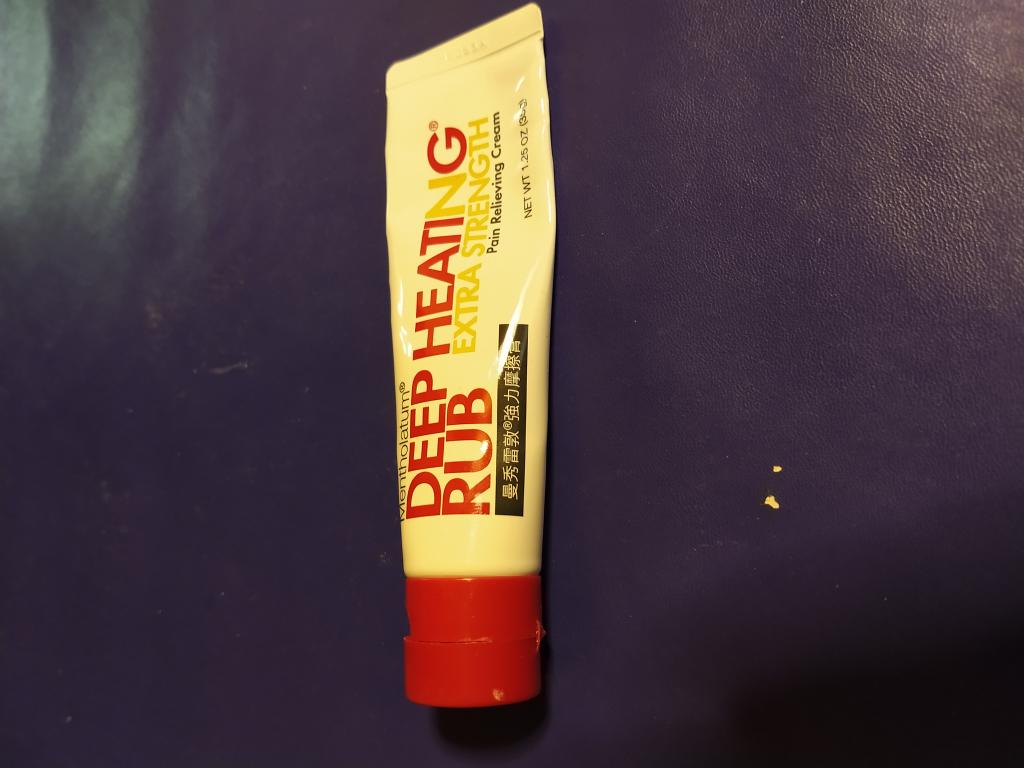 Mentholatum®
DEEP HEATING®
RUB EXTRA STRENGTH
Pain Relieving Cream
曼秀雷敦®強力摩擦膏
NET WT 1.25 OZ